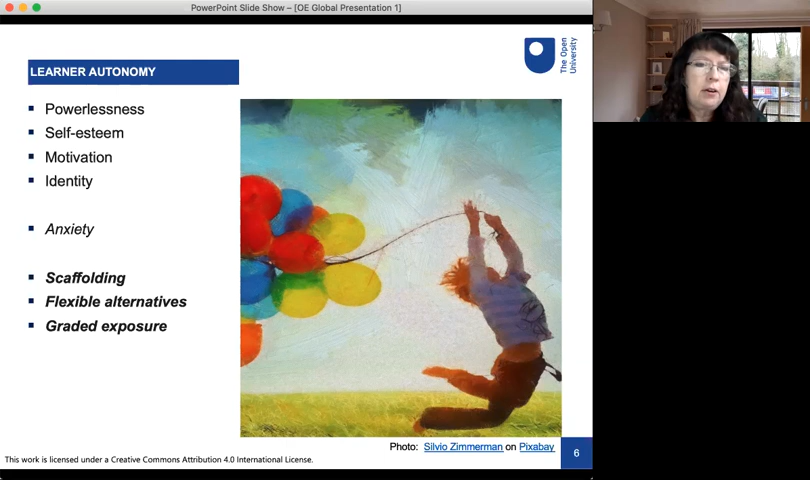 PowerPoint Slide Show – [OE Global Presentation 1]
The Open
University
LEARNER AUTONOMY
Powerlessness
Self-esteem
Motivation
Identity
Anxiety
Scaffolding
Flexible alternatives
Graded exposure
Photo: Silvio Zimmerman on Pixabay
This work is licensed under a Creative Commons Attribution 4.0 International License.
6